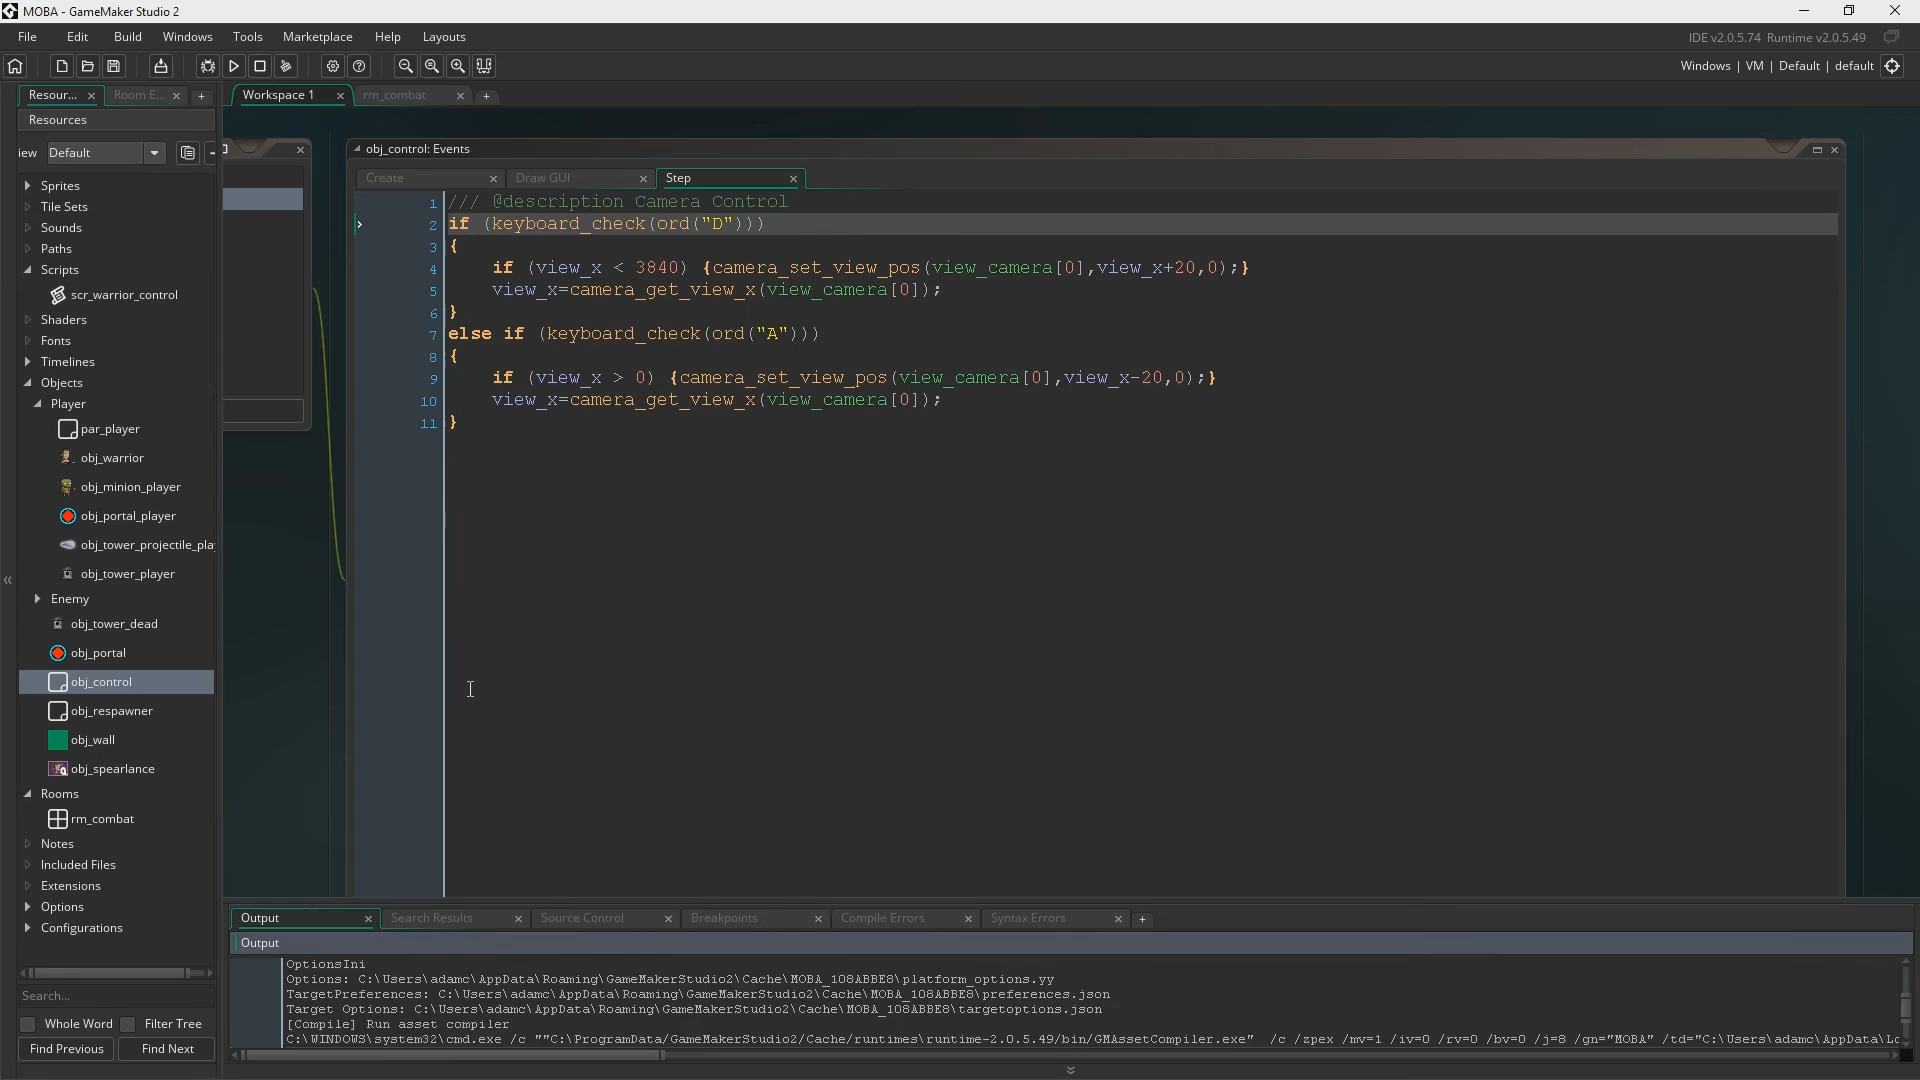 MOBA - GameMaker Studio 2
File Edit Build Windows Tools Marketplace Help Layouts
IDE v2.0.5.74 Runtime v2.0.5.49
Windows | VM | Default | default
Resour...
Room E...
Workspace 1
rm_combat
Resources
iew
Default
Sprites
Tile Sets
Sounds
Paths
Scripts
scr_warrior_control
Shaders
Fonts
Timelines
Objects
Player
par_player
obj_warrior
obj_minion_player
obj_portal_player
obj_tower_projectile_pla
obj_tower_player
Enemy
obj_tower_dead
obj_portal
obj_control
obj_respawner
obj_wall
obj_spearlance
Rooms
rm_combat
Notes
Included Files
Extensions
Options
Configurations
Search...
Whole Word
Filter Tree
Find Previous
Find Next
obj_control: Events
Create
Draw GUI
Step
1 /// @description Camera Control
2 if (keyboard_check(ord("D")))
3 {
4 if (view_x < 3840) {camera_set_view_pos(view_camera[0],view_x+20,0);}
5 view_x=camera_get_view_x(view_camera[0]);
6 }
7 else if (keyboard_check(ord("A")))
8 {
9 if (view_x > 0) {camera_set_view_pos(view_camera[0],view_x-20,0);}
10 view_x=camera_get_view_x(view_camera[0]);
11 }
Output
Search Results
Source Control
Breakpoints
Compile Errors
Syntax Errors
Output
OptionsIni
Options: C:\Users\adamc\AppData\Roaming\GameMakerStudio2\Cache\MOBA_108ABBE8\platform_options.yy
TargetPreferences: C:\Users\adamc\AppData\Roaming\GameMakerStudio2\Cache\MOBA_108ABBE8\preferences.json
Target Options: C:\Users\adamc\AppData\Roaming\GameMakerStudio2\Cache\MOBA_108ABBE8\targetoptions.json
[Compile] Run asset compiler
C:\WINDOWS\system32\cmd.exe /c ""C:\ProgramData/GameMakerStudio2/Cache/runtimes\runtime-2.0.5.49/bin/GMAssetCompiler.exe" /c /zpex /mv=1 /iv=0 /rv=0 /bv=0 /j=8 /gn="MOBA" /td="C:\Users\adamc\AppData\Lo